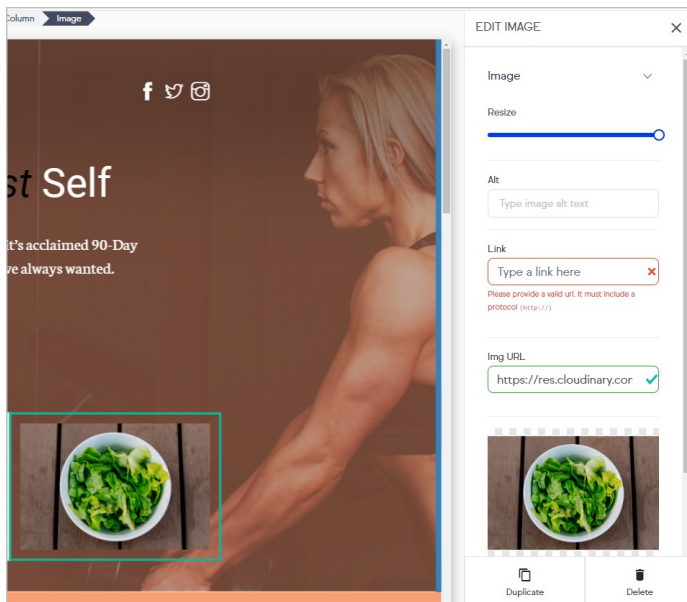 Column
Image
EDIT IMAGE
Image
Resize
st Self
Alt
Type image alt text
it's acclaimed 90-Day
ve always wanted.
Link
Type a link here
Please provide a valid url. It must include a
protocol (http://)
Img URL
https://res.cloudinary.cor
Duplicate
Delete